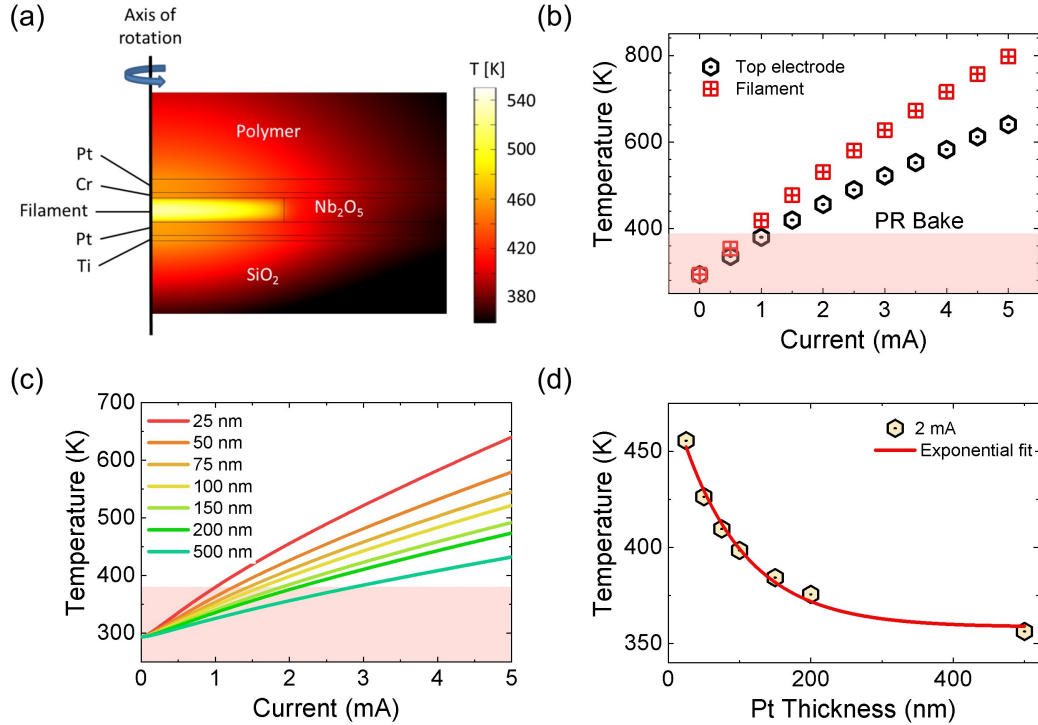 (a)
Axis of
rotation
T [K]
540
500
460
420
380
Polymer
Pt
Cr
Filament
Nb₂O₅
Pt
Ti
SiO₂
(b)
Temperature (K)
800
600
400
Top electrode
Filament
PR Bake
0 1 2 3 4 5
Current (mA)
(c)
Temperature (K)
700
600
500
400
300
25 nm
50 nm
75 nm
100 nm
150 nm
200 nm
500 nm
0 1 2 3 4 5
Current (mA)
(d)
Temperature (K)
450
400
350
2 mA
Exponential fit
0 200 400
Pt Thickness (nm)